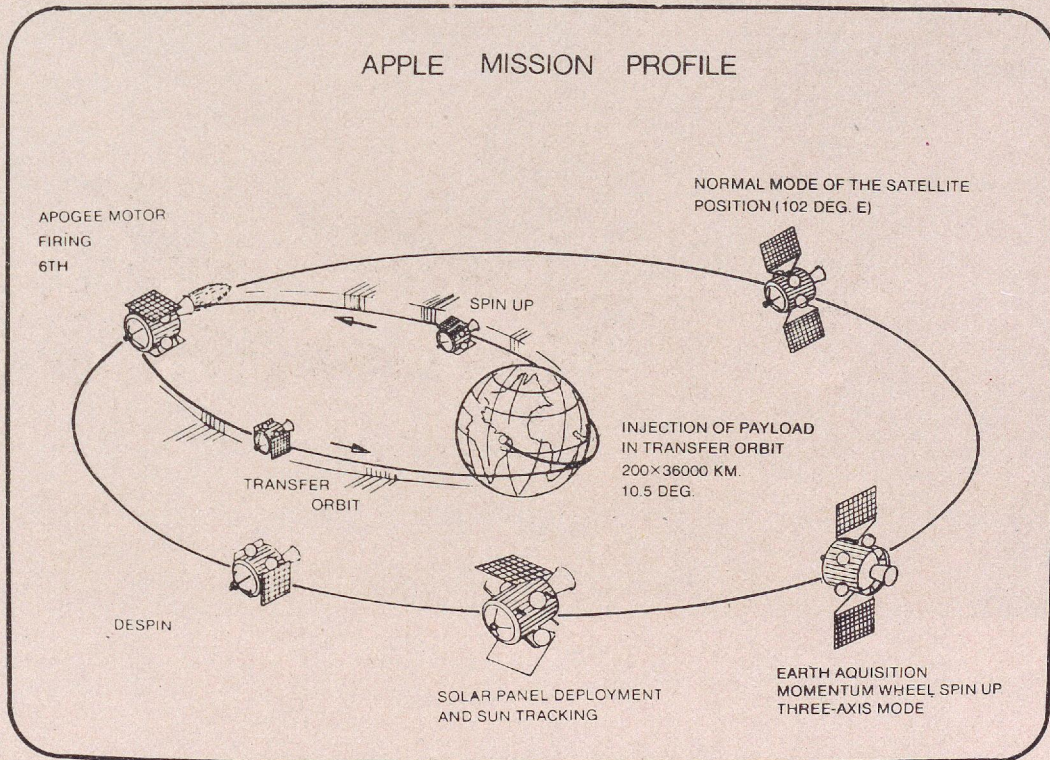 APPLE MISSION PROFILE
NORMAL MODE OF THE SATELLITE
POSITION (102 DEG. E)
APOGEE MOTOR
FIRING
6TH
SPIN UP
INJECTION OF PAYLOAD
IN TRANSFER ORBIT
200×36000 KM.
10.5 DEG.
TRANSFER
ORBIT
DESPIN
SOLAR PANEL DEPLOYMENT
AND SUN TRACKING
EARTH AQUISITION
MOMENTUM WHEEL SPIN UP
THREE-AXIS MODE